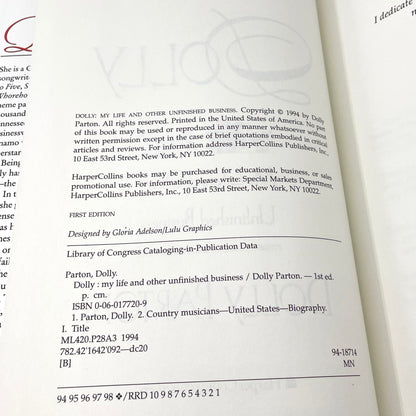 DOLLY: MY LIFE AND OTHER UNFINISHED BUSINESS. Copyright © 1994 by Dolly
Parton. All rights reserved. Printed in the United States of America. No part
of this book may be used or reproduced in any manner whatsoever without
written permission except in the case of brief quotations embodied in critical
articles and reviews. For information address HarperCollins Publishers, Inc.,
10 East 53rd Street, New York, NY 10022.
HarperCollins books may be purchased for educational, business, or sales
promotional use. For information, please write: Special Markets Department,
HarperCollins Publishers, Inc., 10 East 53rd Street, New York, NY 10022.
FIRST EDITION
Designed by Gloria Adelson/Lulu Graphics
Library of Congress Cataloging-in-Publication Data
Parton, Dolly.
Dolly : my life and other unfinished business / Dolly Parton. — 1st ed.
p. cm.
ISBN 0-06-017720-9
1. Parton, Dolly. 2. Country musicians—United States—Biography.
I. Title
ML420.P28A3 1994
782.42'1642'092—dc20
[B]
94-18714
MN
94 95 96 97 98 ❖/RRD 10 9 8 7 6 5 4 3 2 1
I dedicate
She is a C
songwrite
to Five, S
Whoreho